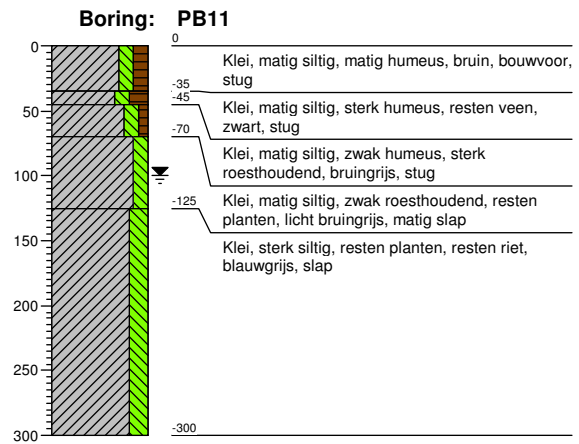 Boring: PB11
0
0
Klei, matig siltig, matig humeus, bruin, bouwvoor,
stug
-35
-45
Klei, matig siltig, sterk humeus, resten veen,
zwart, stug
50
-70
Klei, matig siltig, zwak humeus, sterk
roesthoudend, bruingrijs, stug
100
-125
Klei, matig siltig, zwak roesthoudend, resten
planten, licht bruingrijs, matig slap
150
Klei, sterk siltig, resten planten, resten riet,
blauwgrijs, slap
200
250
300
-300